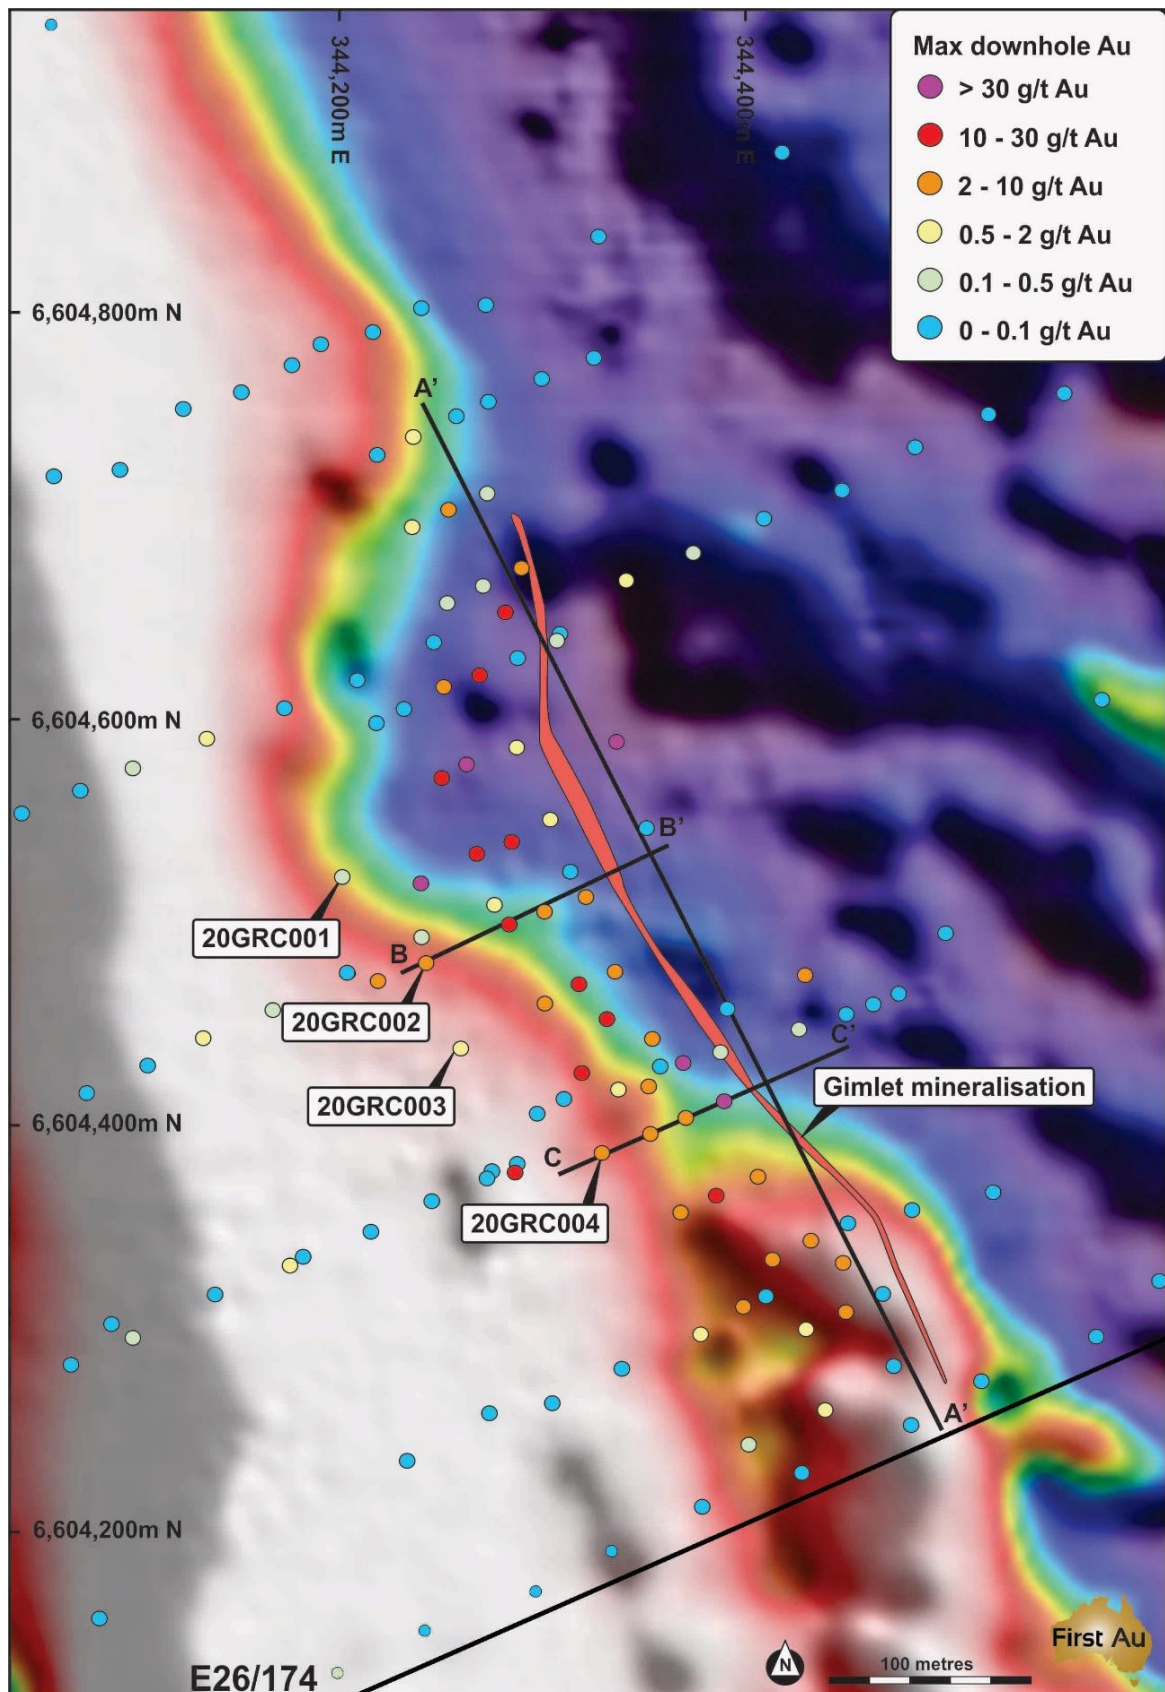 344,200m E
344,400m E
Max downhole Au
> 30 g/t Au
10 - 30 g/t Au
2 - 10 g/t Au
0.5 - 2 g/t Au
0.1 - 0.5 g/t Au
0 - 0.1 g/t Au
6,604,800m N
A’
6,604,600m N
B’
20GRC001
B
20GRC002
C’
Gimlet mineralisation
20GRC003
6,604,400m N
C
20GRC004
A’
6,604,200m N
First Au
N
100 metres
E26/174